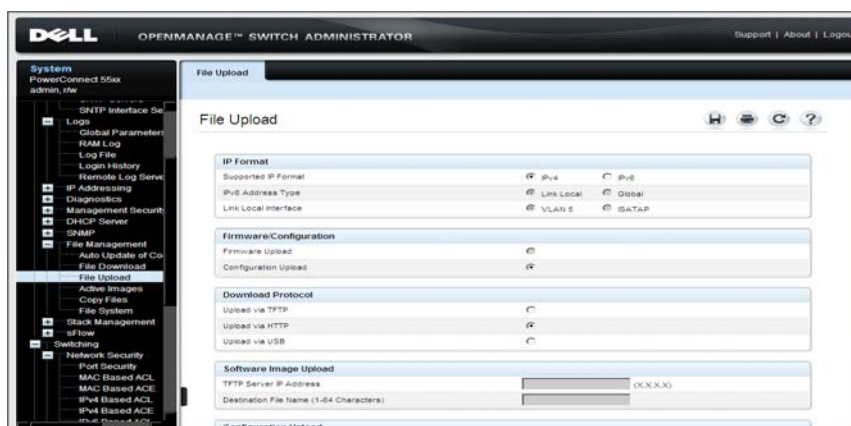 DELL
OPENMANAGE™ SWITCH ADMINISTRATOR
Support | About | Logou
System
PowerConnect 55xx
admin, r/w
SNTP Interface Se
Logs
Global Parameters
RAM Log
Log File
Login History
Remote Log Serve
IP Addressing
Diagnostics
Management Securit
DHCP Server
SNMP
File Management
Auto Update of Co
File Download
File Upload
Active Images
Copy Files
File System
Stack Management
sFlow
Switching
Network Security
Port Security
MAC Based ACL
MAC Based ACE
IPv4 Based ACL
IPv4 Based ACE
File Upload
File Upload
IP Format
Supported IP Format IPv4 IPv6
IPv6 Address Type Link Local Global
Link Local Interface VLAN 5 ISATAP
Firmware/Configuration
Firmware Upload
Configuration Upload
Download Protocol
Upload via TFTP
Upload via HTTP
Upload via USB
Software Image Upload
TFTP Server IP Address (X.X.X.X)
Destination File Name (1-64 Characters)